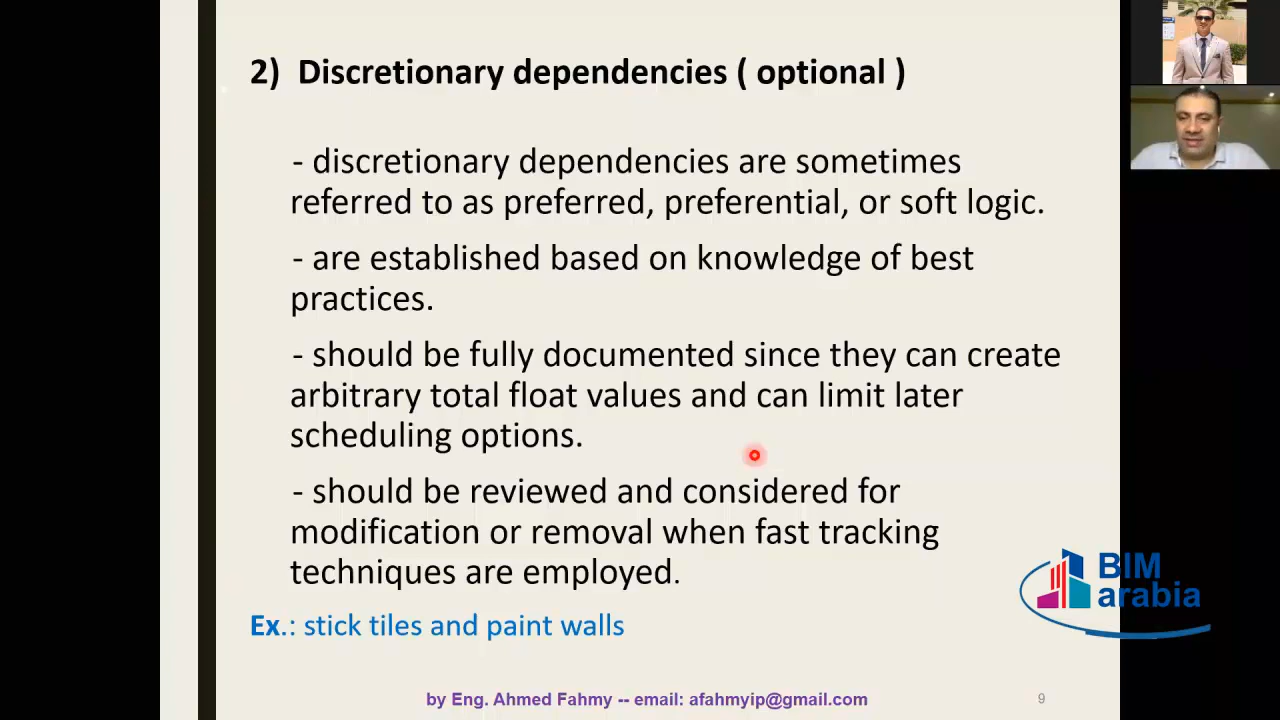 2) Discretionary dependencies ( optional )
- discretionary dependencies are sometimes
referred to as preferred, preferential, or soft logic.
- are established based on knowledge of best
practices.
- should be fully documented since they can create
arbitrary total float values and can limit later
scheduling options.
- should be reviewed and considered for
modification or removal when fast tracking
techniques are employed.
Ex.: stick tiles and paint walls
BIM
arabia
by Eng. Ahmed Fahmy -- email: afahmyip@gmail.com
9